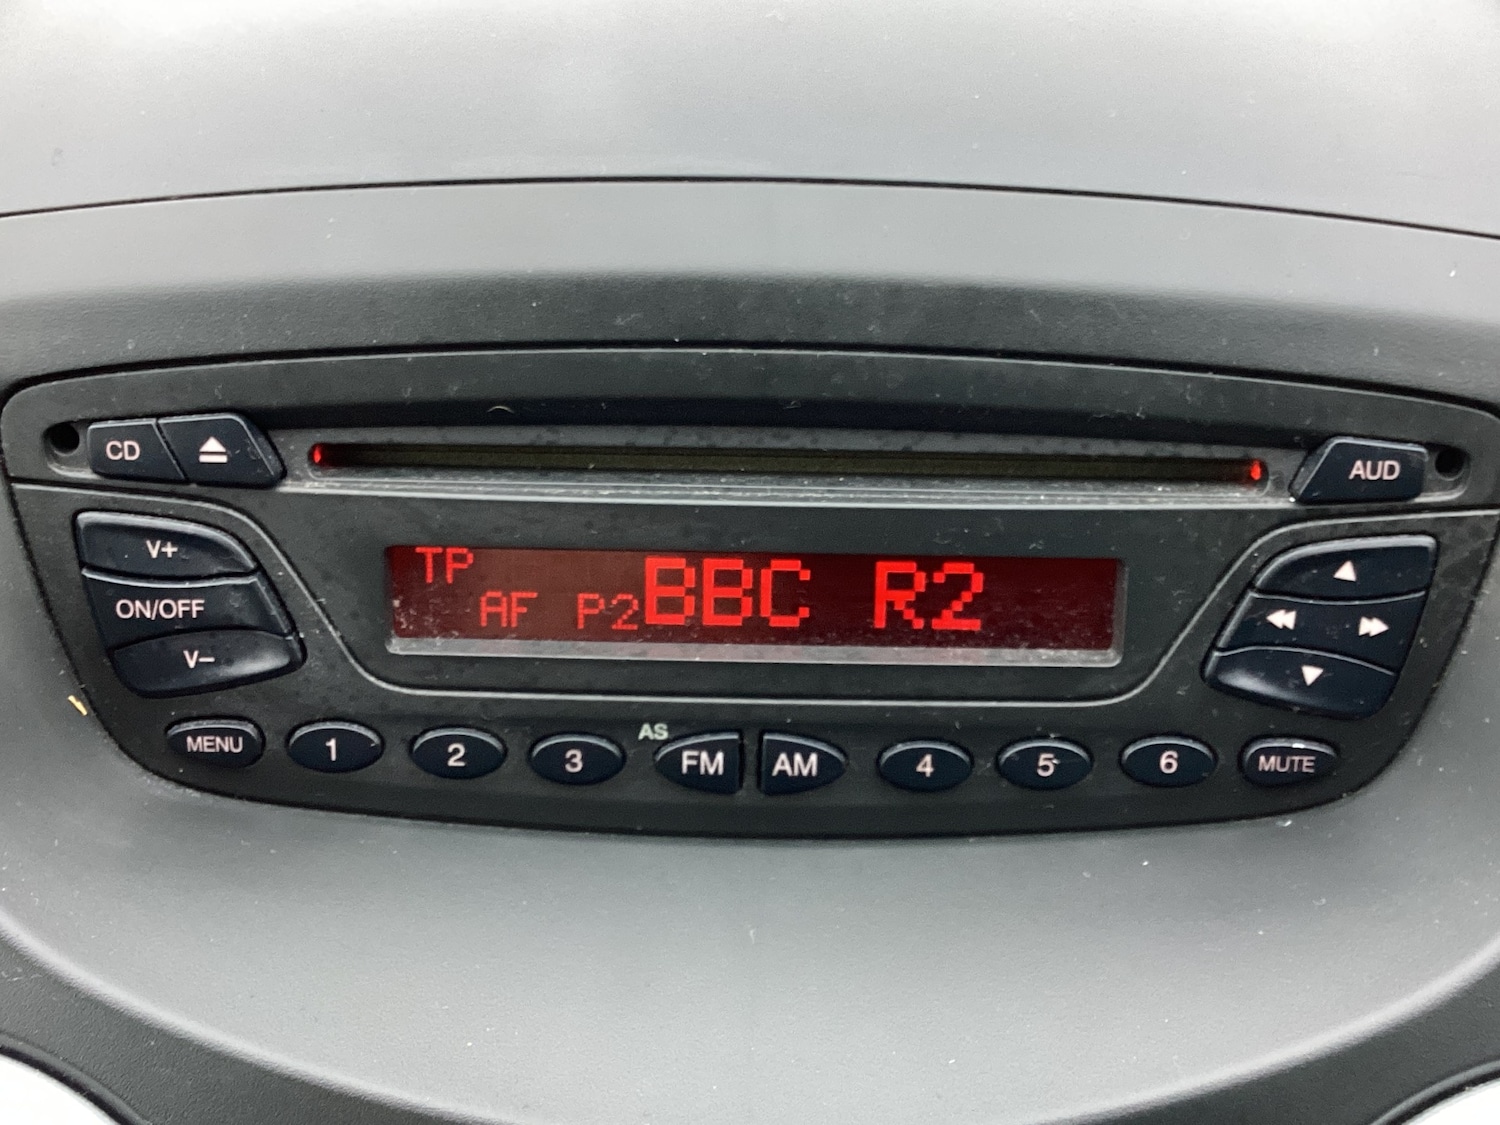 CD
AUD
V+
ON/OFF
V–
TP
AF P2 BBC R2
MENU 1 2 3 AS FM AM 4 5 6 MUTE